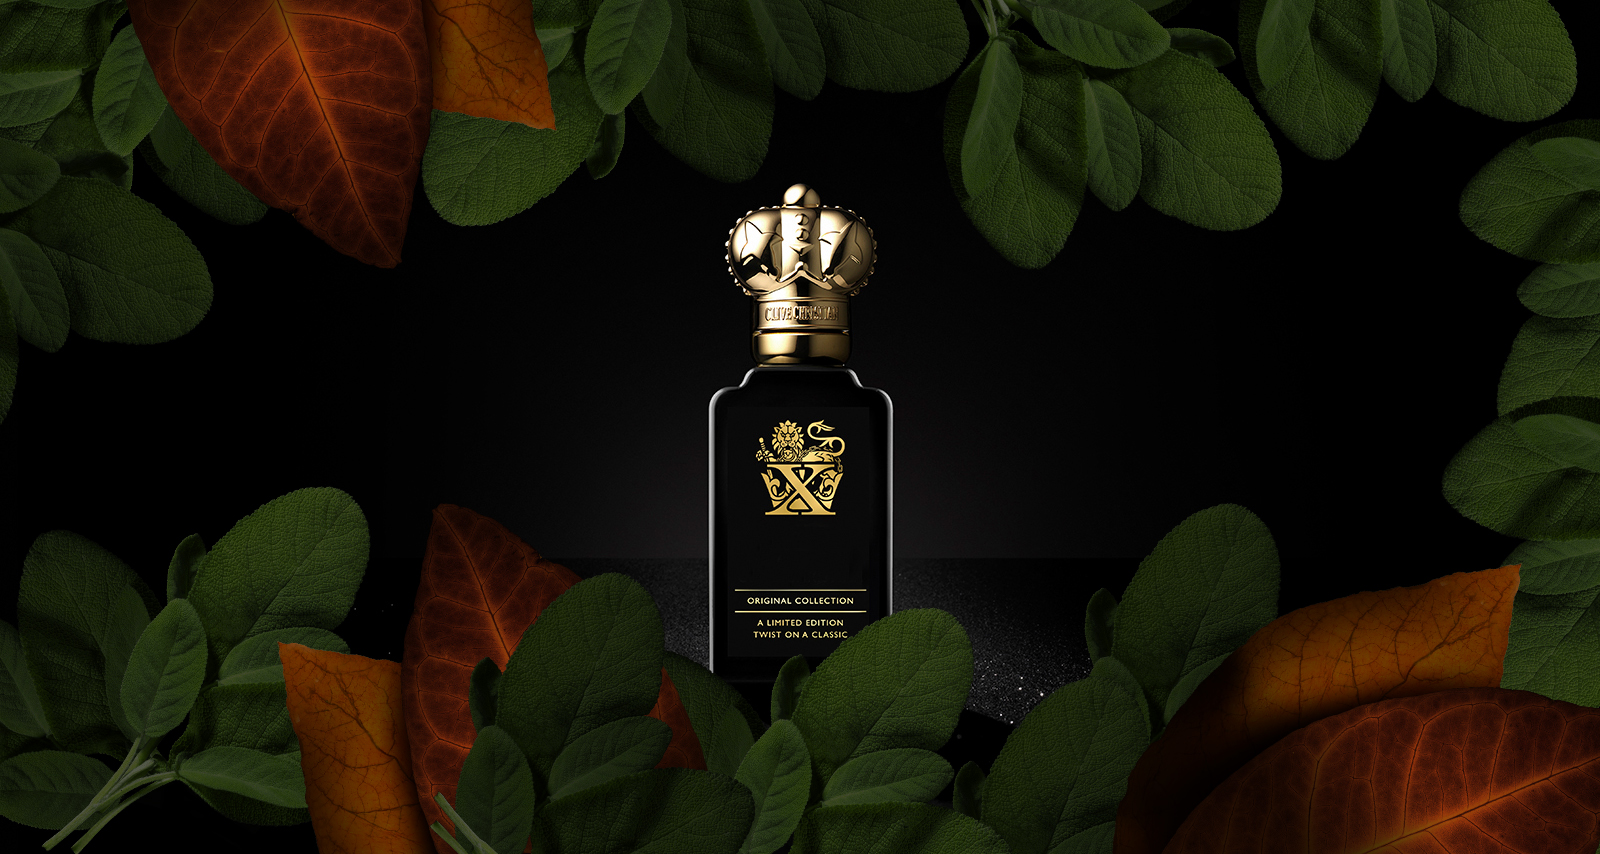 CLIVE CHRISTIAN
X
ORIGINAL COLLECTION
A LIMITED EDITION
TWIST ON A CLASSIC